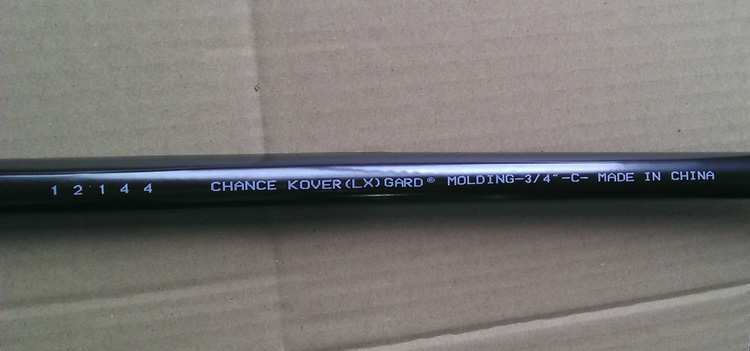 1 2 1 4 4 CHANCE KOVER(LX)GARD® MOLDING-3/4"-C- MADE IN CHINA